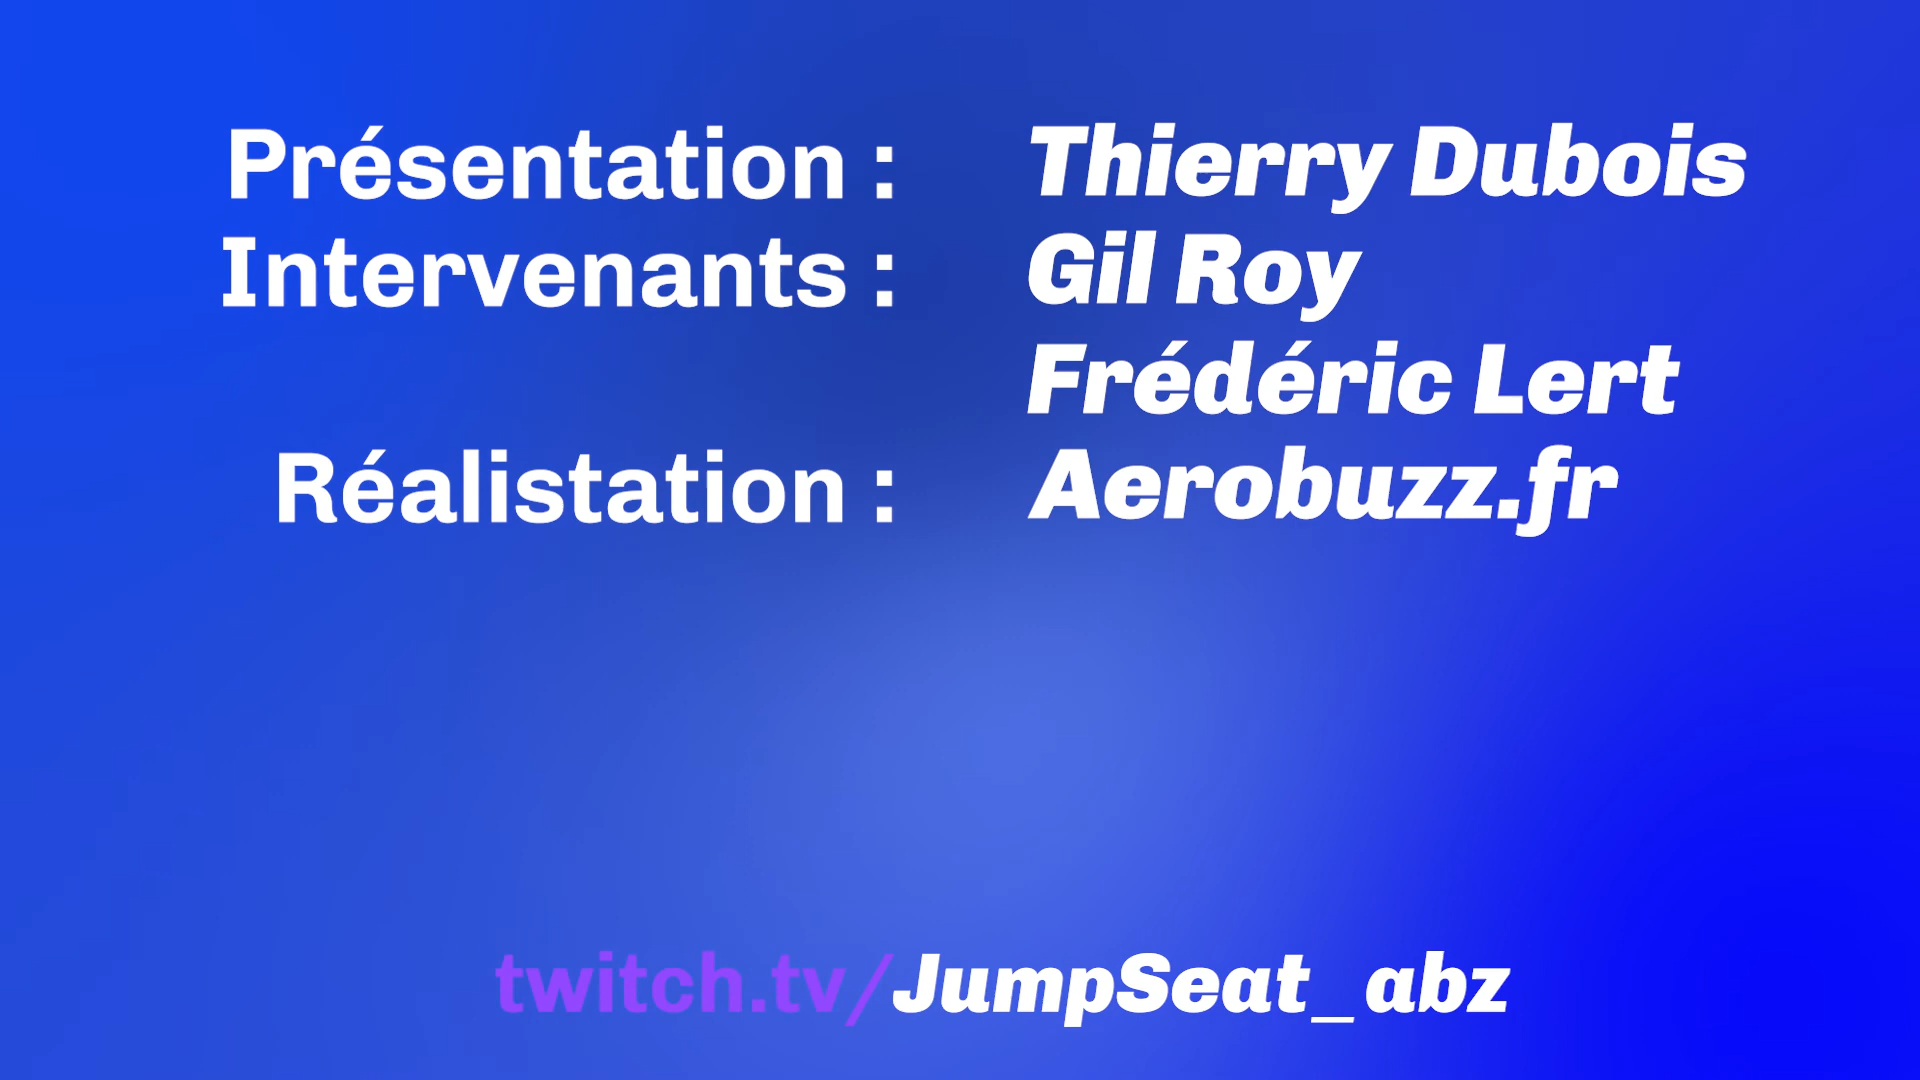 Présentation : Thierry Dubois
Intervenants : Gil Roy
Frédéric Lert
Réalistation : Aerobuzz.fr
twitch.tv/JumpSeat_abz